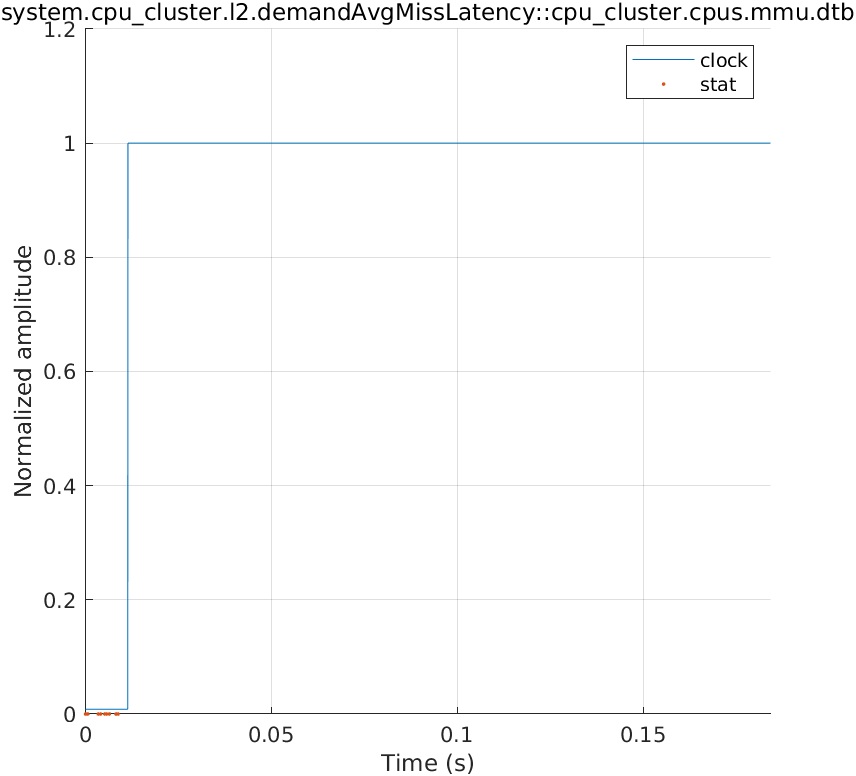 system.cpu_cluster.l2.demandAvgMissLatency::cpu_cluster.cpus.mmu.dtb
1.2
clock
stat
1
0.8
0.6
0.4
0.2
0
0 0.05 0.1 0.15
Normalized amplitude
Time (s)